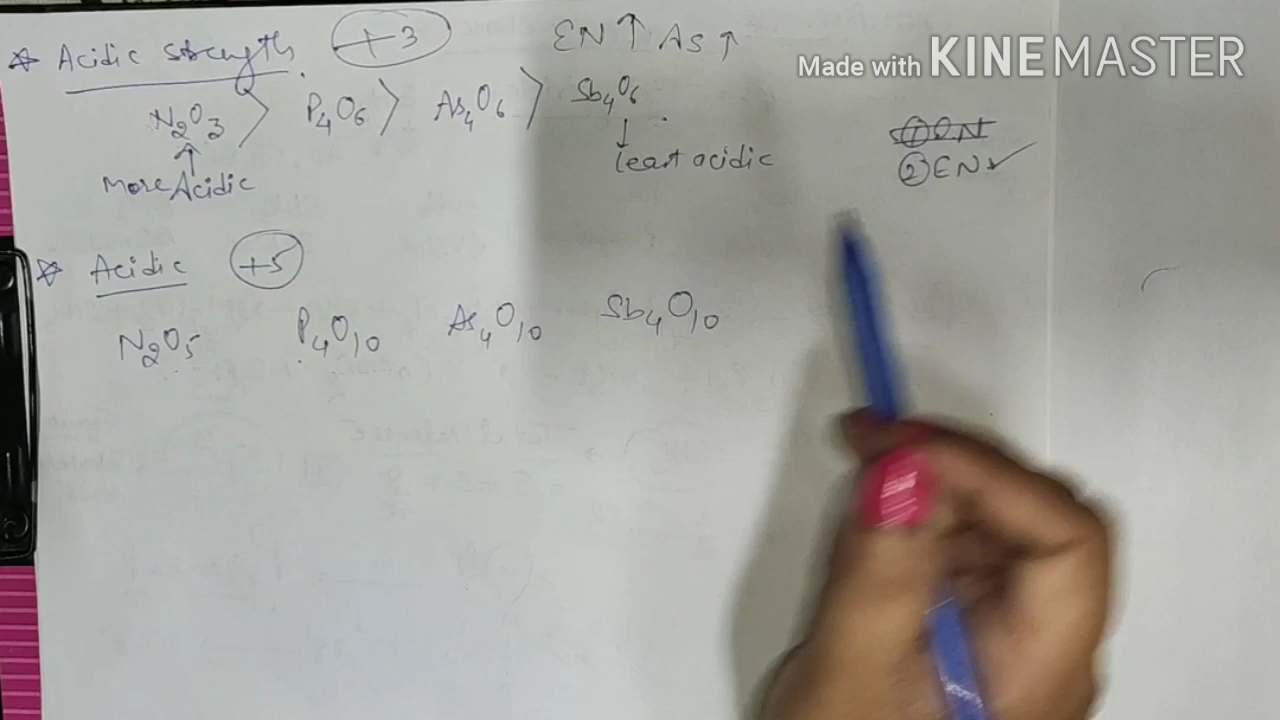 ☆ Acidic strength. +3 EN↑ AS↑
Made with KINEMASTER
N₂O₃ > P₄O₆ > As₄O₆ > Sb₄O₆
↑ More Acidic
↓ least acidic
②EN✓
☆ Acidic +5
N₂O₅ P₄O₁₀ As₄O₁₀ Sb₄O₁₀